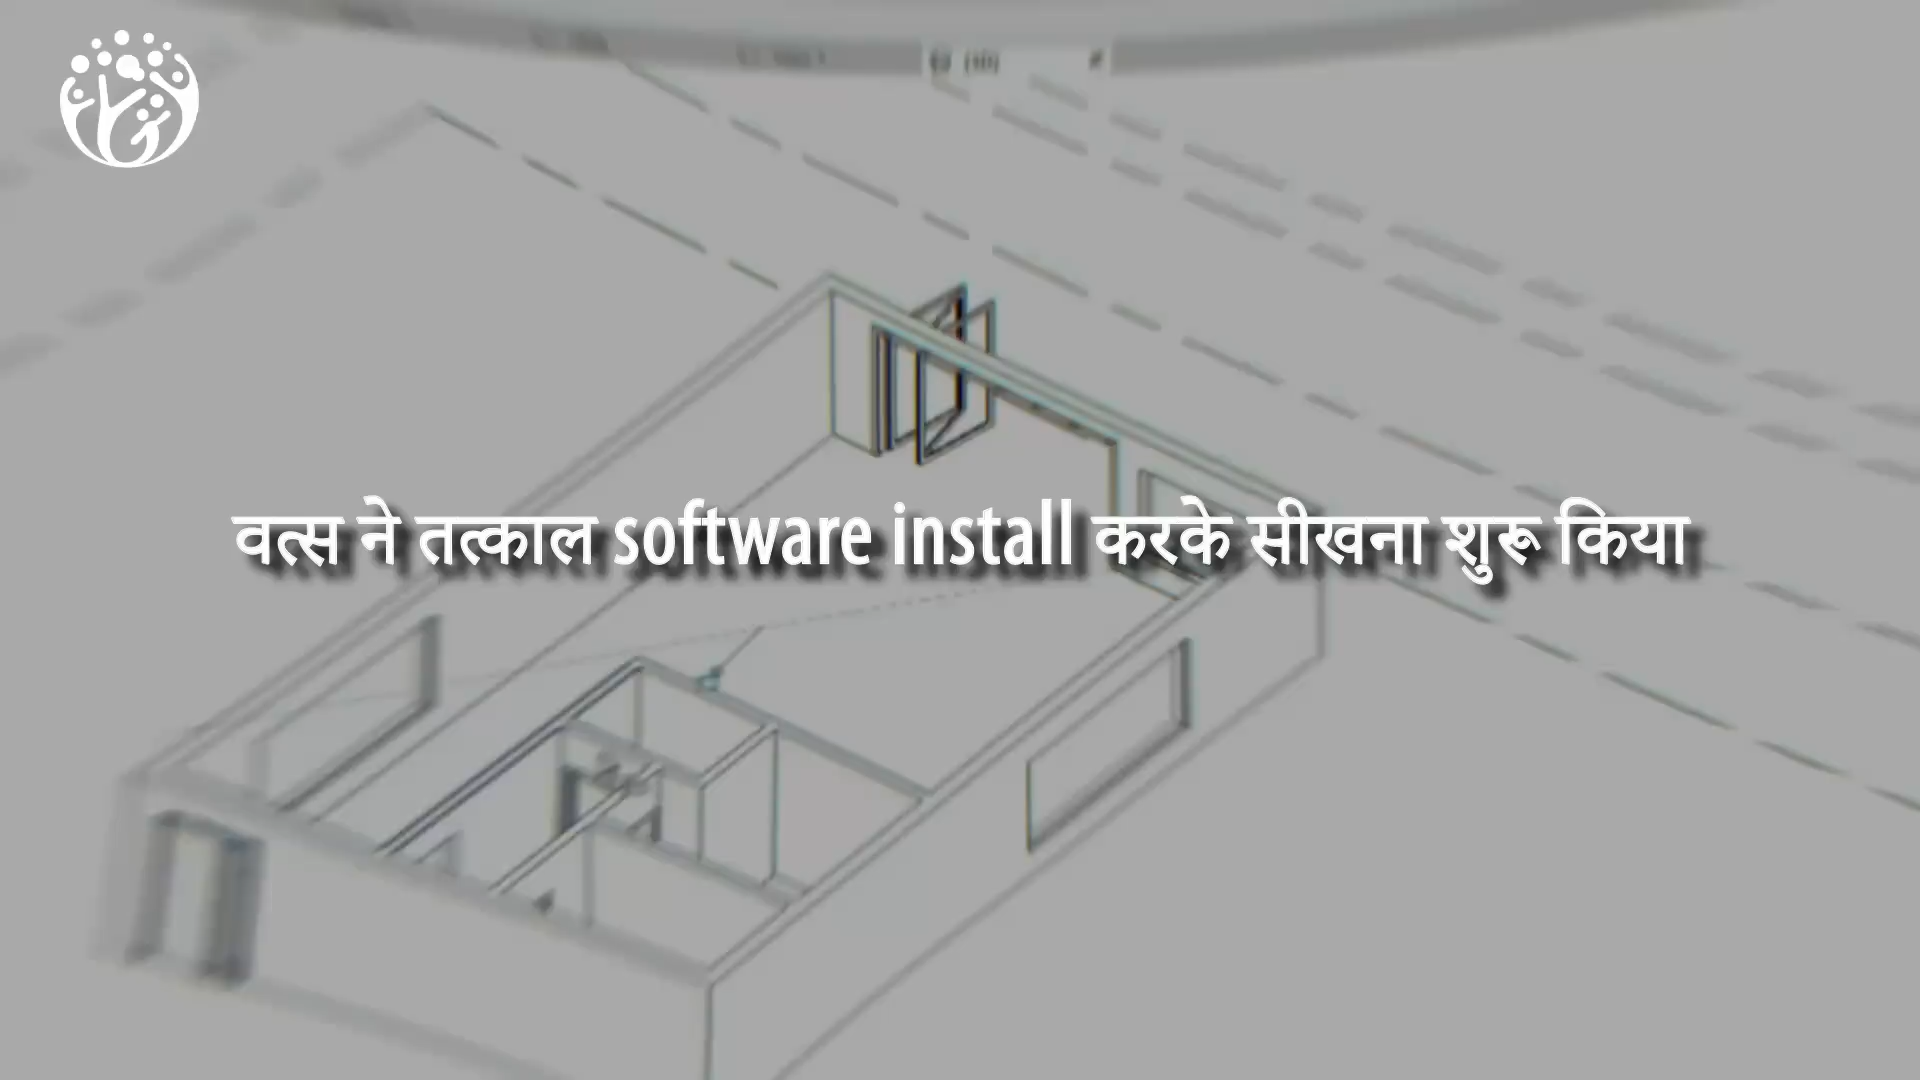 वत्स ने तत्काल software install करके सीखना शुरू किया